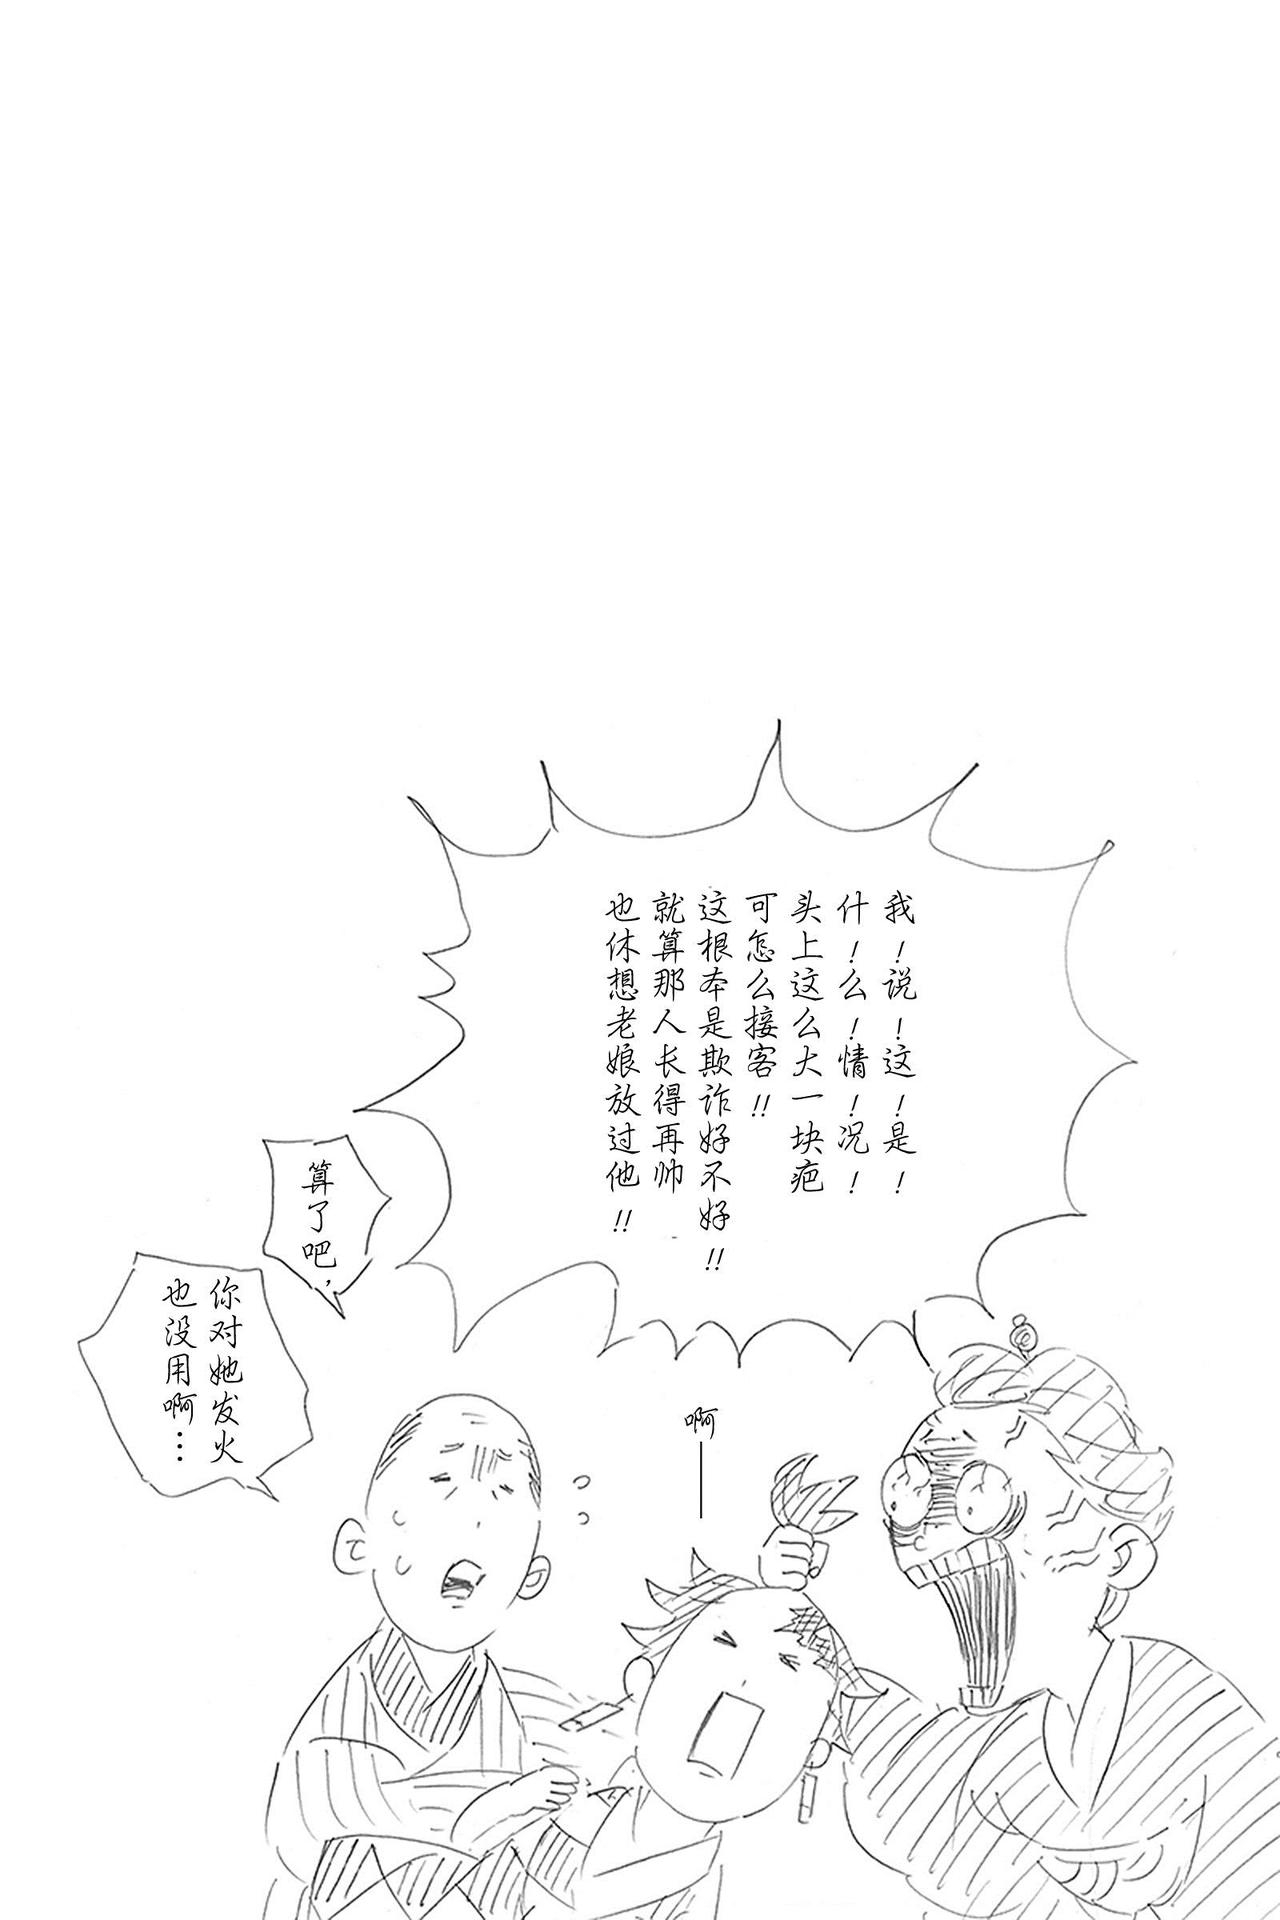 我!说!这!是!
什!么!情!况!
头上这么大一块疤
可怎么接客!!
这根本是欺诈好不好!!
就算那人长得再帅
也休想老娘放过他!!
算了吧,
你对她发火
也没用啊…
啊——